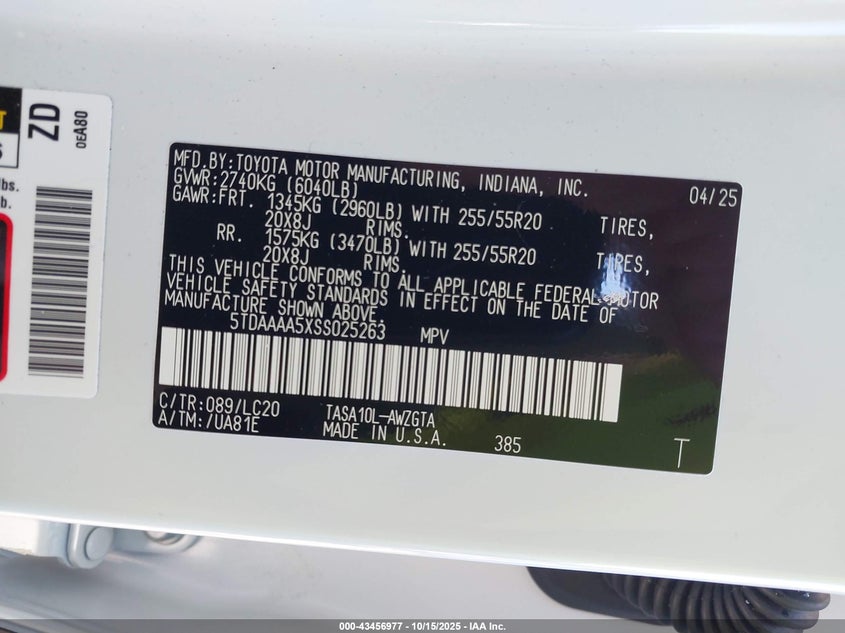 ZD
0EA80
T
S
lbs.
MFD.BY:TOYOTA MOTOR MANUFACTURING, INDIANA, INC. 04/25
GVWR:2740KG (6040LB)
GAWR:FRT. 1345KG (2960LB) WITH 255/55R20 TIRES,
20X8J RIMS.
RR. 1575KG (3470LB) WITH 255/55R20 TIRES,
20X8J RIMS.
THIS VEHICLE CONFORMS TO ALL APPLICABLE FEDERAL MOTOR
VEHICLE SAFETY STANDARDS IN EFFECT ON THE DATE OF
MANUFACTURE SHOWN ABOVE.
5TDAAAA5XSS025263 MPV
C/TR:089/LC20 TASA10L-AWZGTA
A/TM:/UA81E MADE IN U.S.A. 385 T
000-43456977 - 10/15/2025 - IAA Inc.